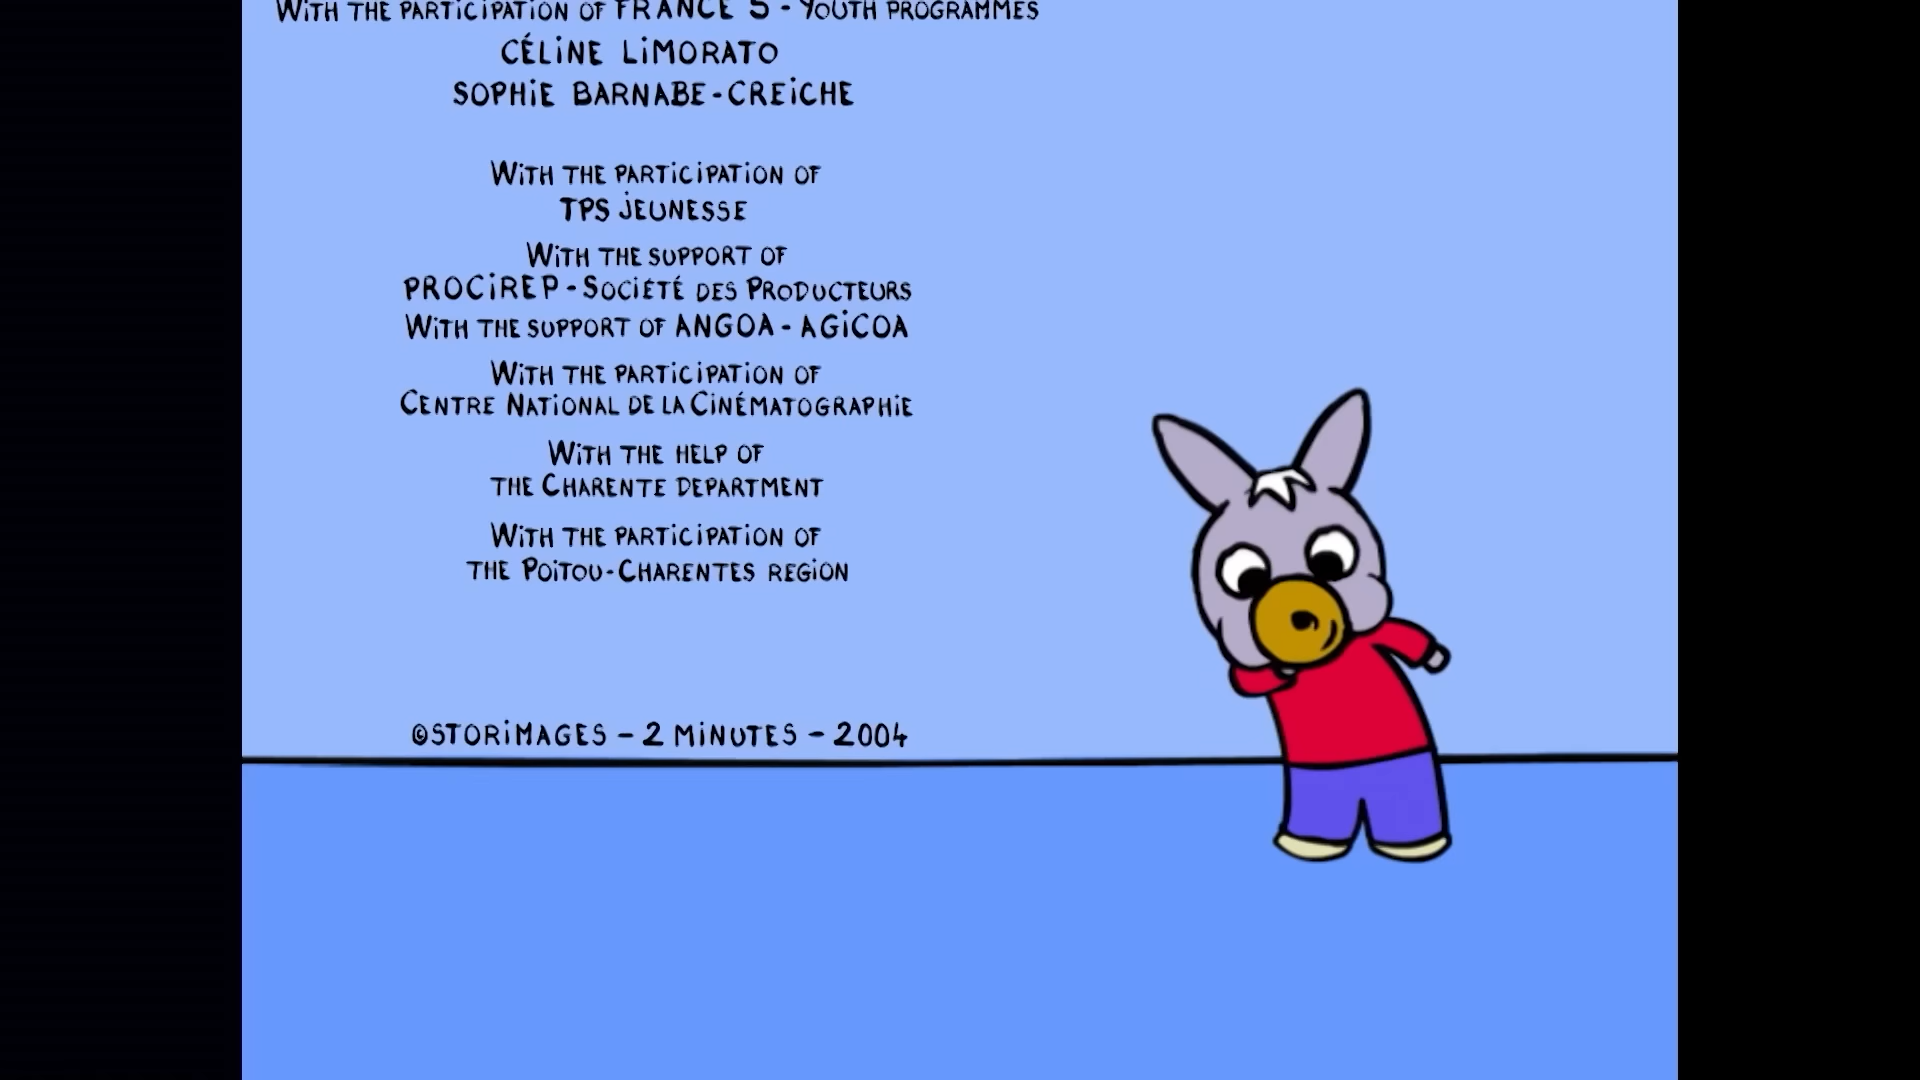 WiTH THE PARTiCiPATiON OF FRANCE 5 - YOUTH PROGRAMMES
CÉLiNE LiMORATO
SOPHiE BARNABE-CREiCHE
WiTH THE PARTiCiPATiON OF
TPS jEUNESSE
WiTH THE SUPPORT OF
PROCiREP - SOCiÉTÉ DES PRODUCTEURS
WiTH THE SUPPORT OF ANGOA - AGiCOA
WiTH THE PARTiCiPATiON OF
CENTRE NATiONAL DE LA CiNÉMATOGRAPHiE
WiTH THE HELP OF
THE CHARENTE DEPARTMENT
WiTH THE PARTiCiPATiON OF
THE POiTOU-CHARENTES REGiON
©STORiMAGES - 2 MiNUTES - 2004